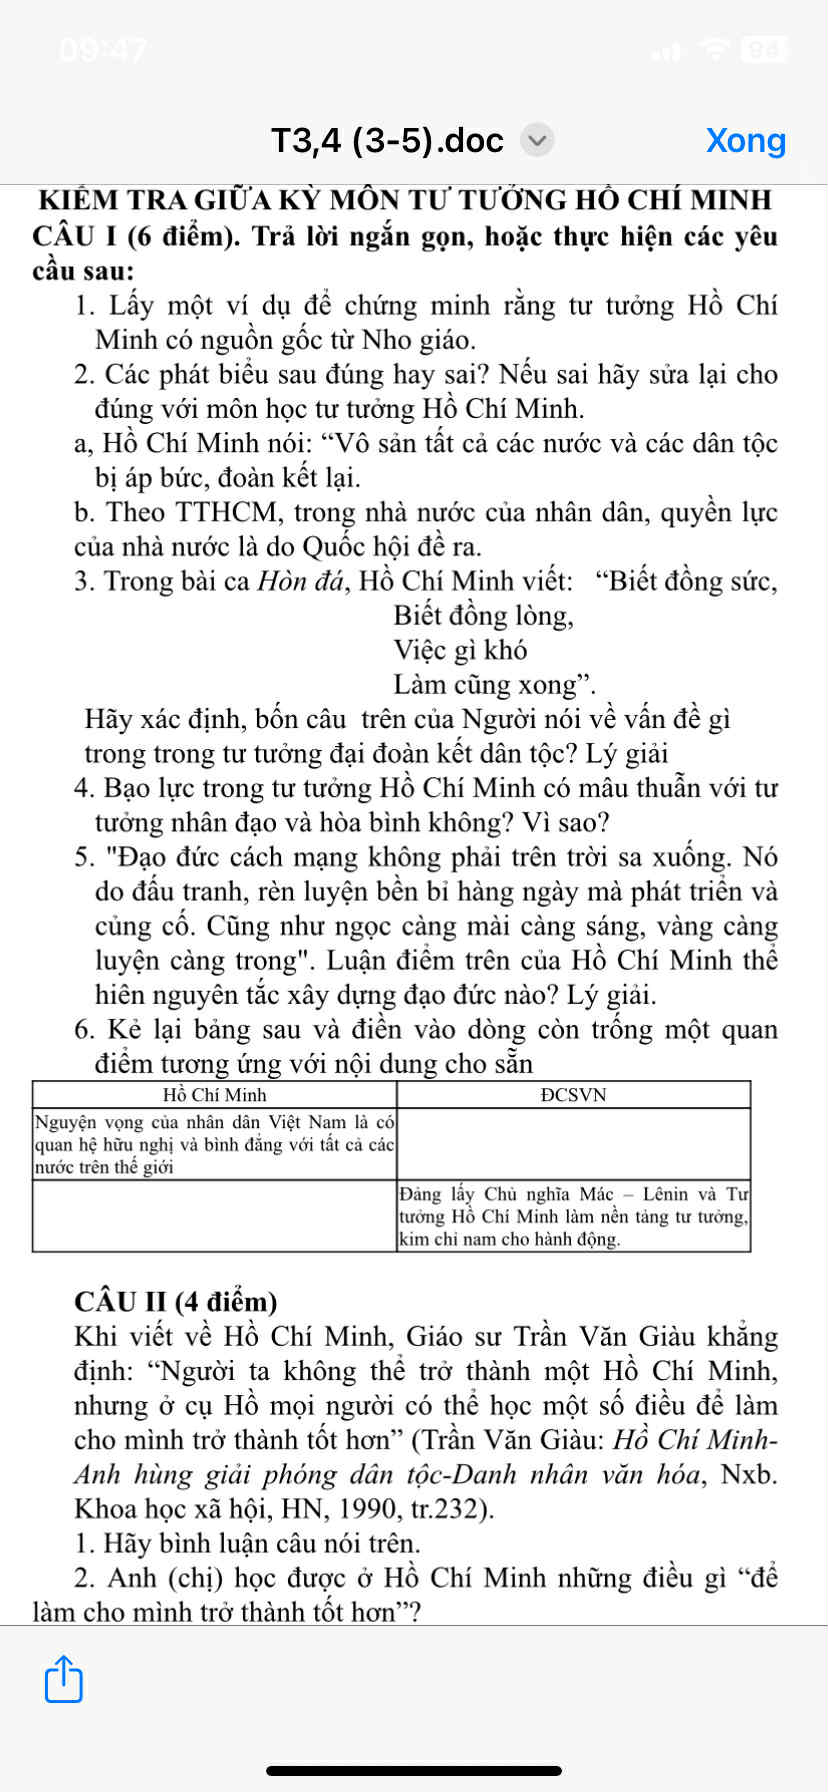 09:47
94
T3,4 (3-5).doc
Xong
KIỂM TRA GIỮA KỲ MÔN TƯ TƯỞNG HỒ CHÍ MINH
CÂU I (6 điểm). Trả lời ngắn gọn, hoặc thực hiện các yêu
cầu sau:
1. Lấy một ví dụ để chứng minh rằng tư tưởng Hồ Chí
Minh có nguồn gốc từ Nho giáo.
2. Các phát biểu sau đúng hay sai? Nếu sai hãy sửa lại cho
đúng với môn học tư tưởng Hồ Chí Minh.
a, Hồ Chí Minh nói: “Vô sản tất cả các nước và các dân tộc
bị áp bức, đoàn kết lại.
b. Theo TTHCM, trong nhà nước của nhân dân, quyền lực
của nhà nước là do Quốc hội đề ra.
3. Trong bài ca Hòn đá, Hồ Chí Minh viết: “Biết đồng sức,
Biết đồng lòng,
Việc gì khó
Làm cũng xong”.
Hãy xác định, bốn câu trên của Người nói về vấn đề gì
trong trong tư tưởng đại đoàn kết dân tộc? Lý giải
4. Bạo lực trong tư tưởng Hồ Chí Minh có mâu thuẫn với tư
tưởng nhân đạo và hòa bình không? Vì sao?
5. "Đạo đức cách mạng không phải trên trời sa xuống. Nó
do đấu tranh, rèn luyện bền bỉ hàng ngày mà phát triển và
củng cố. Cũng như ngọc càng mài càng sáng, vàng càng
luyện càng trong". Luận điểm trên của Hồ Chí Minh thể
hiên nguyên tắc xây dựng đạo đức nào? Lý giải.
6. Kẻ lại bảng sau và điền vào dòng còn trống một quan
điểm tương ứng với nội dung cho sẵn
Hồ Chí Minh
ĐCSVN
Nguyện vọng của nhân dân Việt Nam là có
quan hệ hữu nghị và bình đẳng với tất cả các
nước trên thế giới
Đảng lấy Chủ nghĩa Mác – Lênin và Tư
tưởng Hồ Chí Minh làm nền tảng tư tưởng,
kim chỉ nam cho hành động.
CÂU II (4 điểm)
Khi viết về Hồ Chí Minh, Giáo sư Trần Văn Giàu khẳng
định: “Người ta không thể trở thành một Hồ Chí Minh,
nhưng ở cụ Hồ mọi người có thể học một số điều để làm
cho mình trở thành tốt hơn” (Trần Văn Giàu: Hồ Chí Minh-
Anh hùng giải phóng dân tộc-Danh nhân văn hóa, Nxb.
Khoa học xã hội, HN, 1990, tr.232).
1. Hãy bình luận câu nói trên.
2. Anh (chị) học được ở Hồ Chí Minh những điều gì “để
làm cho mình trở thành tốt hơn”?